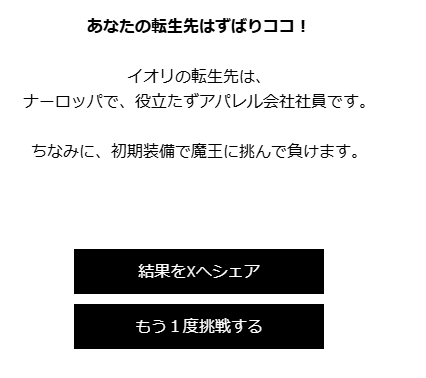 あなたの転生先はずばりココ！
イオリの転生先は、
ナーロッパで、役立たずアパレル会社社員です。
ちなみに、初期装備で魔王に挑んで負けます。
結果をXへシェア
もう１度挑戦する